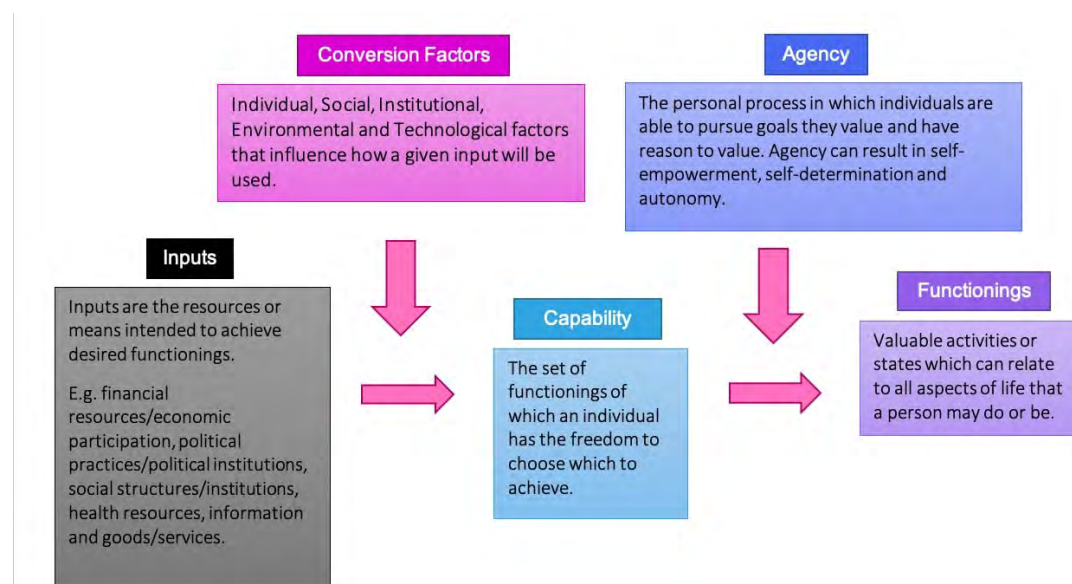 Conversion Factors
Individual, Social, Institutional,
Environmental and Technological factors
that influence how a given input will be
used.
Agency
The personal process in which individuals are
able to pursue goals they value and have
reason to value. Agency can result in self-
empowerment, self-determination and
autonomy.
Inputs
Inputs are the resources or
means intended to achieve
desired functionings.
E.g. financial
resources/economic
participation, political
practices/political institutions,
social structures/institutions,
health resources, information
and goods/services.
Capability
The set of
functionings of
which an individual
has the freedom to
choose which to
achieve.
Functionings
Valuable activities or
states which can relate
to all aspects of life that
a person may do or be.